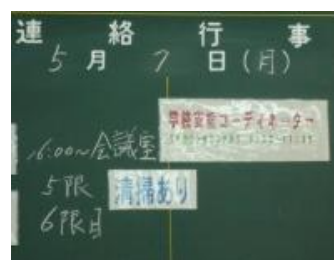 連絡行事
5月7日(月)
学校支援コーディネーター
16:00~会議室
5限 清掃あり
6限目